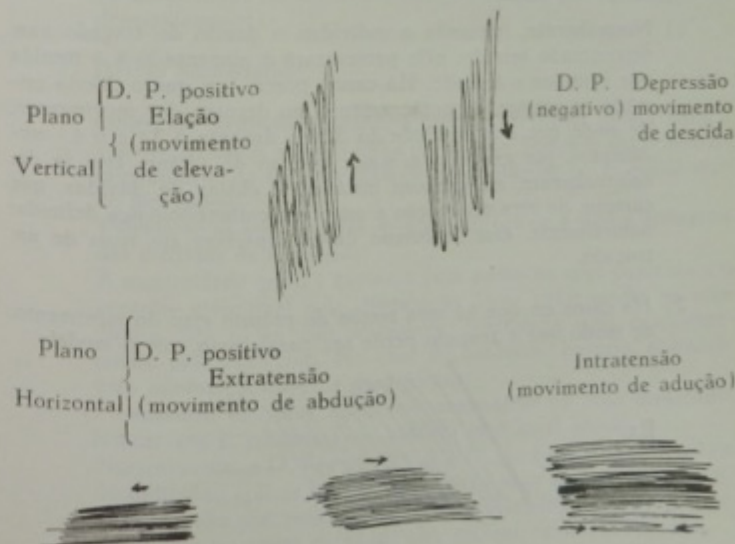 Plano
Vertical
D. P. positivo
Elação
(movimento
de eleva-
ção)
D. P. Depressão
(negativo) movimento
de descida
Plano
Horizontal
D. P. positivo
Extratensão
(movimento de abdução)
Intratensão
(movimento de adução)